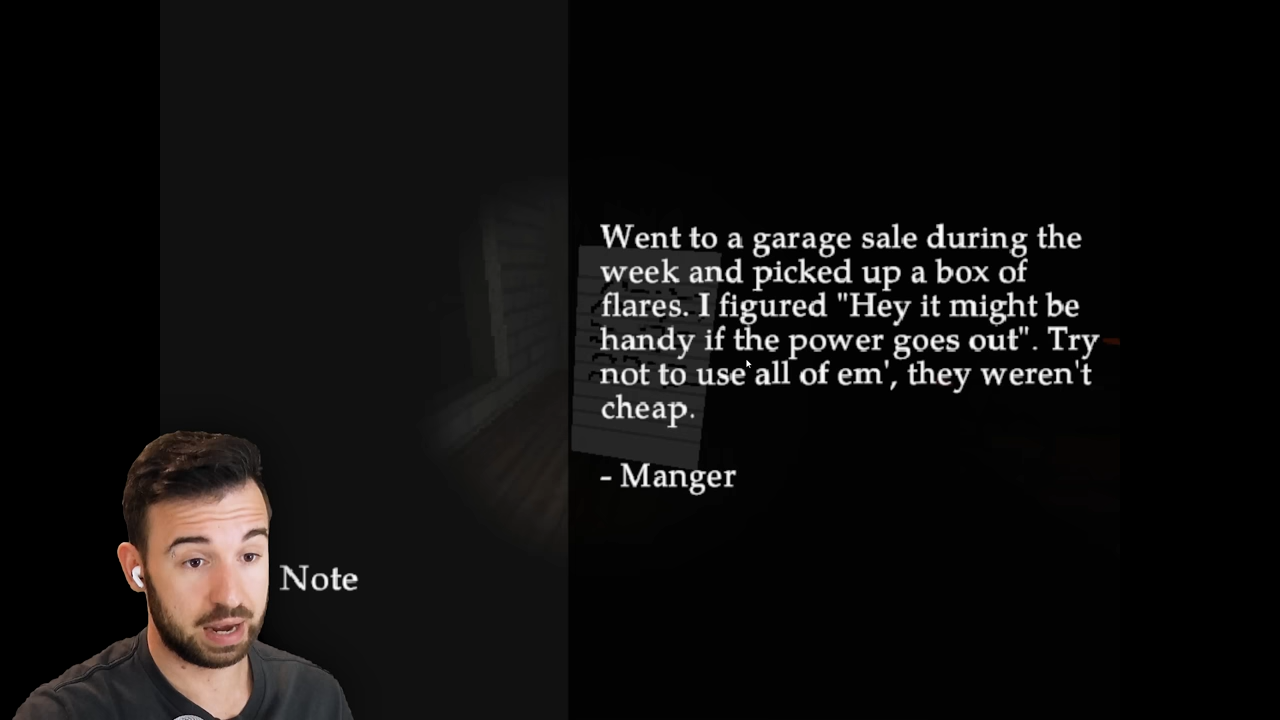 Went to a garage sale during the
week and picked up a box of
flares. I figured "Hey it might be
handy if the power goes out". Try
not to use all of em', they weren't
cheap.
- Manger
Note